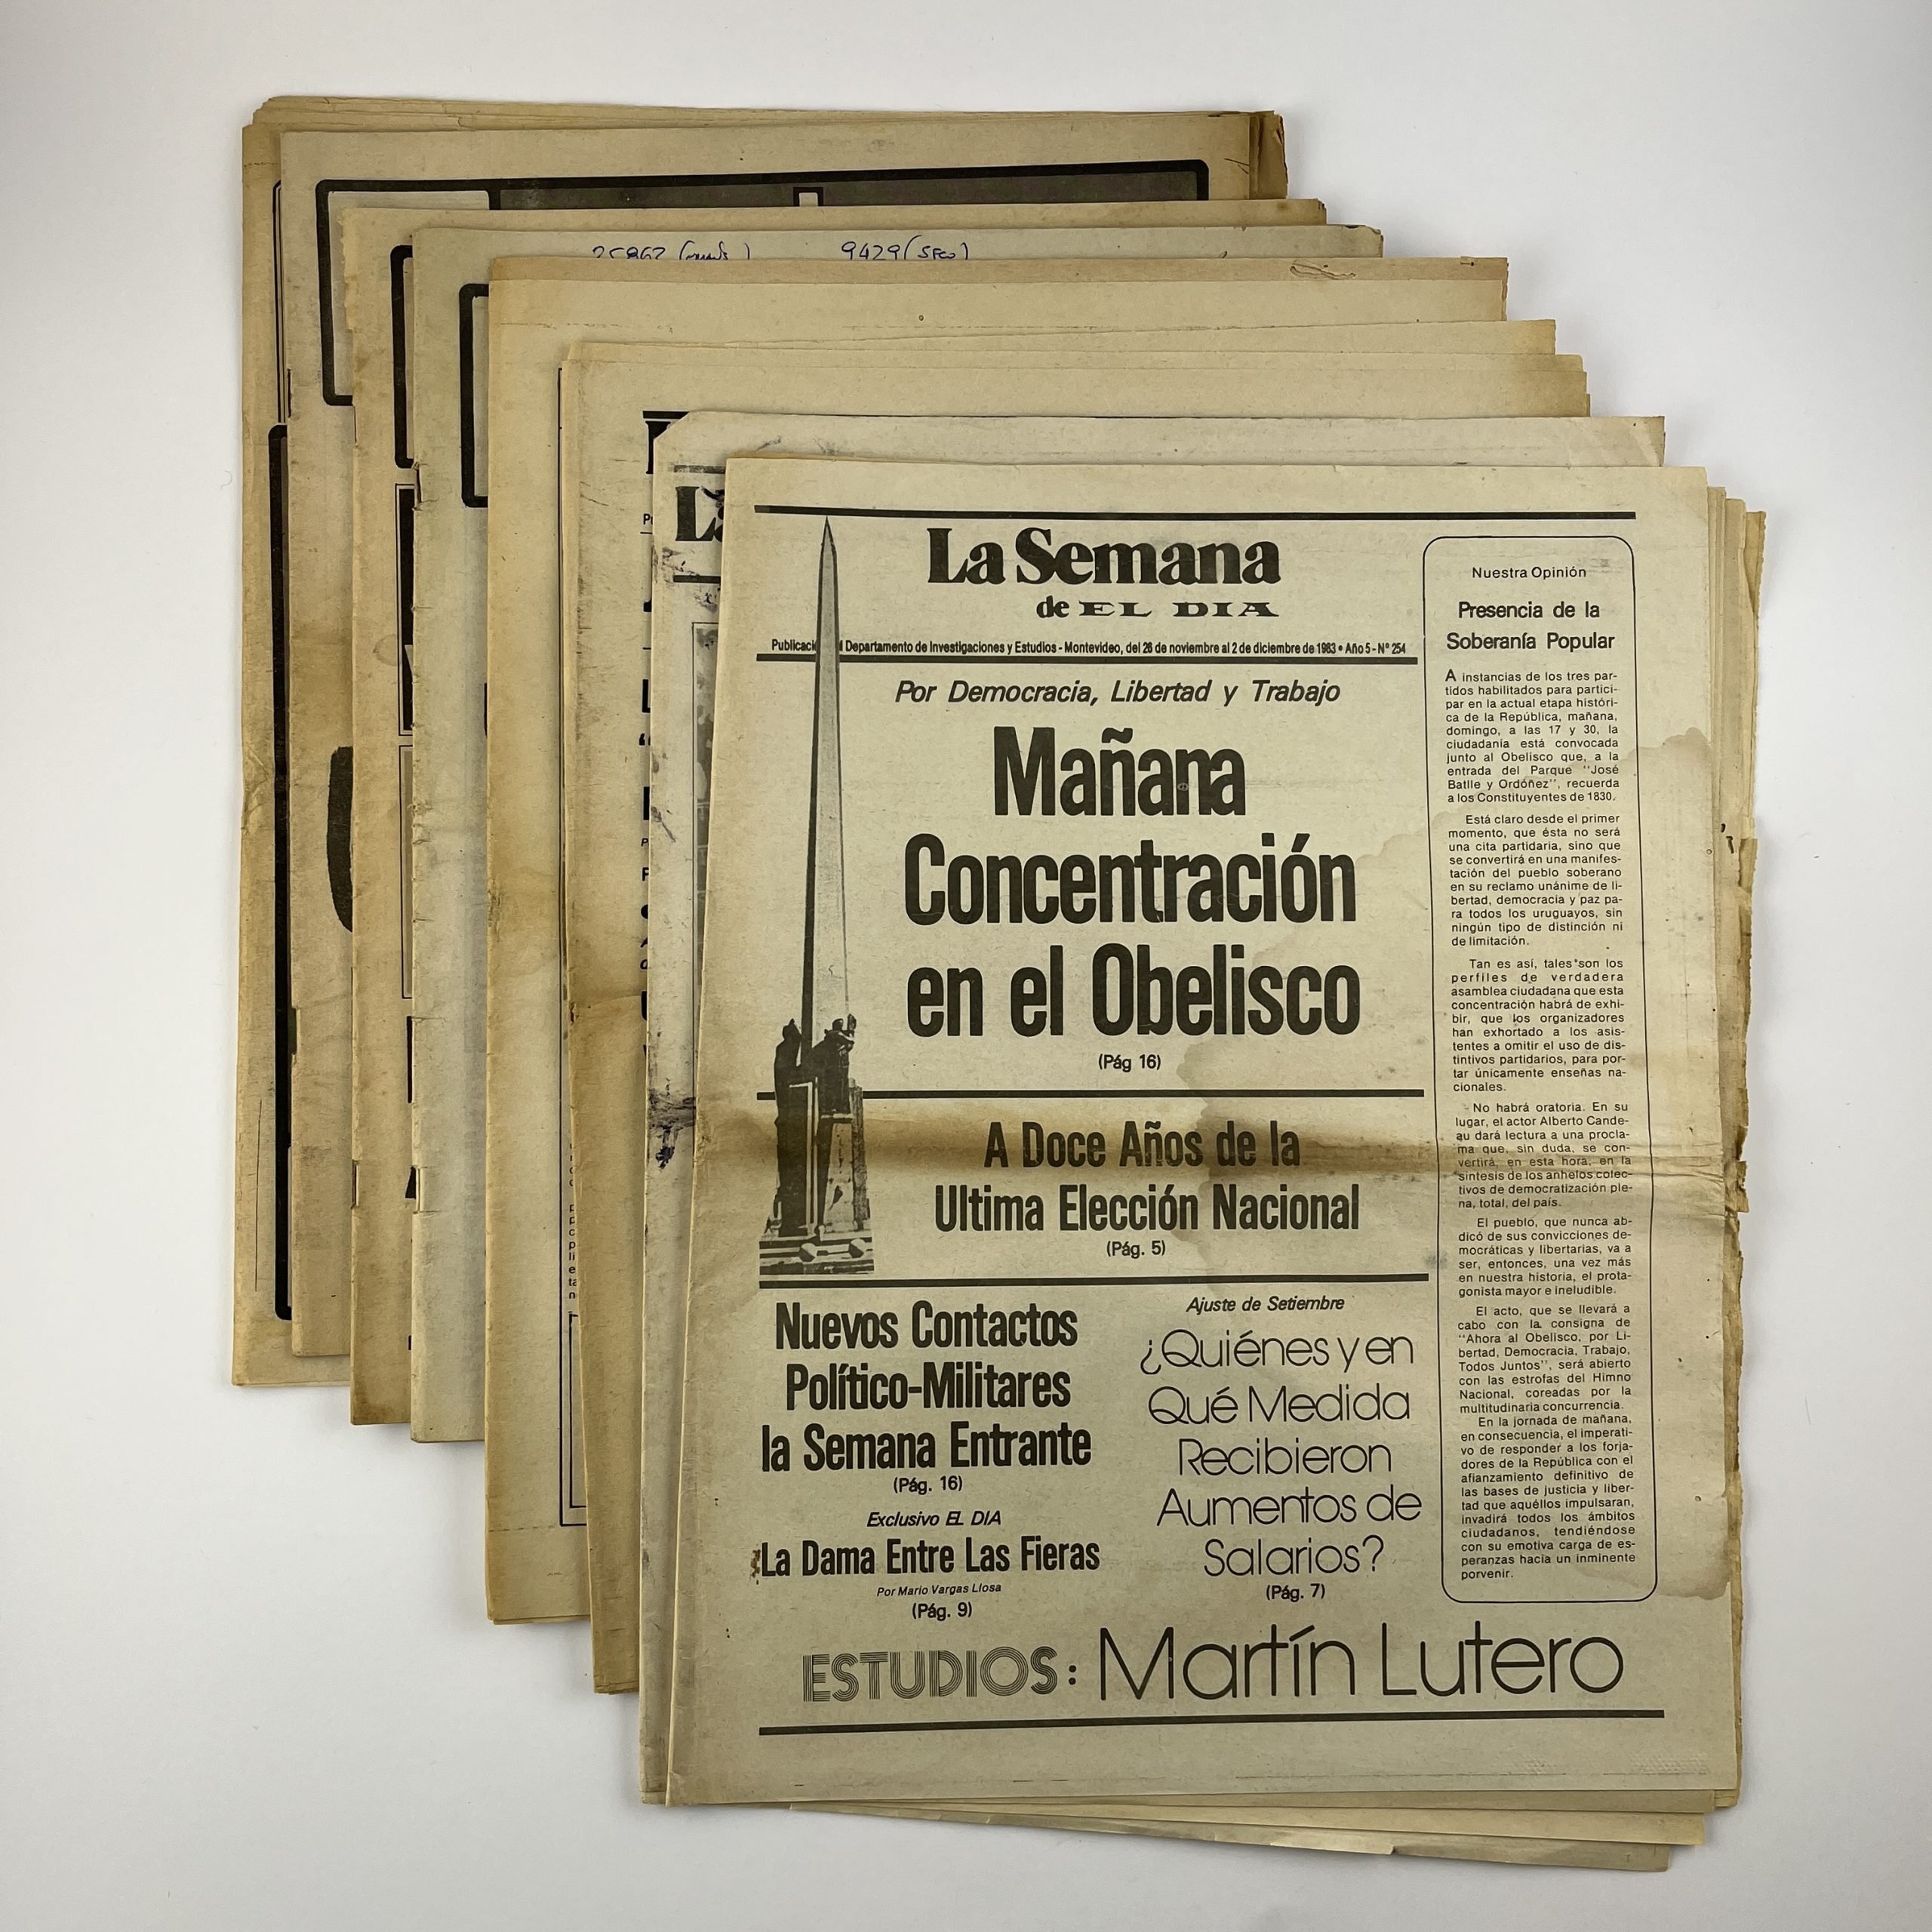 9429 (Seco)
La Semana
de EL DIA
Departamento de Investigaciones y Estudios - Montevideo, del 26 de noviembre al 2 de diciembre de 1983 • Año 5 - Nº 254
Por Democracia, Libertad y Trabajo
Mañana
Concentración
en el Obelisco
(Pág 16)
A Doce Años de la
Ultima Elección Nacional
(Pág. 5)
Nuevos Contactos
Político-Militares
la Semana Entrante
(Pág. 16)
Exclusivo EL DIA
La Dama Entre Las Fieras
Por Mario Vargas Llosa
(Pág. 9)
Ajuste de Setiembre
¿Quiénes y en
Qué Medida
Recibieron
Aumentos de
Salarios?
(Pág. 7)
ESTUDIOS: Martín Lutero
Nuestra Opinión
Presencia de la
Soberanía Popular
A instancias de los tres par-
tidos habilitados para partici-
par en la actual etapa históri-
ca de la República, mañana,
domingo, a las 17 y 30, la
ciudadanía está convocada
junto al Obelisco que, a la
entrada del Parque "José
Batlle y Ordóñez", recuerda
a los Constituyentes de 1830.
Está claro desde el primer
momento, que ésta no será
una cita partidaria, sino que
se convertirá en una manifes-
tación del pueblo soberano
en su reclamo unánime de li-
bertad, democracia y paz pa-
ra todos los uruguayos, sin
ningún tipo de distinción ni
de limitación.
Tan es así, tales son los
perfiles de verdadera
asamblea ciudadana que esta
concentración habrá de exhi-
bir, que los organizadores
han exhortado a los asis-
tentes a omitir el uso de dis-
tintivos partidarios, para por-
tar únicamente enseñas na-
cionales.
No habrá oratoria. En su
lugar, el actor Alberto Cande-
au dará lectura a una procla-
ma que, sin duda, se con-
vertirá, en esta hora, en la
síntesis de los anhelos colec-
tivos de democratización ple-
na, total, del país.
El pueblo, que nunca ab-
dicó de sus convicciones de-
mocráticas y libertarias, va a
ser, entonces, una vez más
en nuestra historia, el prota-
gonista mayor e ineludible.
El acto, que se llevará a
cabo con la consigna de
"Ahora al Obelisco, por Li-
bertad, Democracia, Trabajo,
Todos Juntos", será abierto
con las estrofas del Himno
Nacional, coreadas por la
multitudinaria concurrencia.
En la jornada de mañana,
en consecuencia, el imperati-
vo de responder a los forja-
dores de la República con el
afianzamiento definitivo de
las bases de justicia y liber-
tad que aquéllos impulsaran,
invadirá todos los ámbitos
ciudadanos, tendiéndose
con su emotiva carga de es-
peranzas hacia un inminente
porvenir.